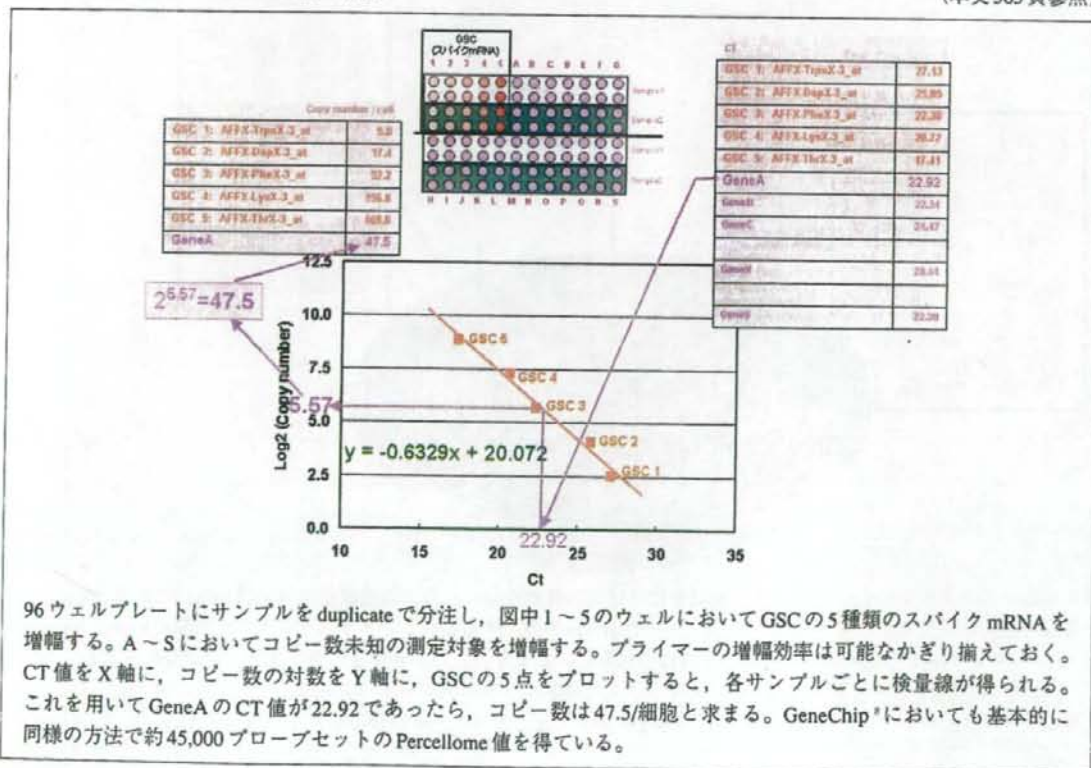 GSC
(スパイクmRNA)
1 2 3 4 5 A B C D E F G
H I J K L M N O P Q R S
Copy number / cell
GSC 1: AFFX-TrpnX-3_at
GSC 2: AFFX-DapX-3_at 17.4
GSC 3: AFFX-PheX-3_at 52.2
GSC 4: AFFX-LysX-3_at
GSC 5: AFFX-ThrX-3_at
GeneA 47.5
ct
GSC 1: AFFX-TrpnX-3_at 27.13
GSC 2: AFFX-DapX-3_at
GSC 3: AFFX-PheX-3_at
GSC 4: AFFX-LysX-3_at
GSC 5: AFFX-ThrX-3_at
GeneA 22.92
GeneB
GeneC 24.47
2^5.57=47.5
Log2 (Copy number)
12.5
10.0
7.5
5.57
5.0
2.5
0.0
GSC 5
GSC 4
GSC 3
GSC 2
GSC 1
y = -0.6329x + 20.072
22.92
10 15 20 25 30 35
Ct
96ウェルプレートにサンプルをduplicateで分注し，図中1～5のウェルにおいてGSCの5種類のスパイクmRNAを
増幅する。A～Sにおいてコピー数未知の測定対象を増幅する。プライマーの増幅効率は可能なかぎり揃えておく。
CT値をX軸に，コピー数の対数をY軸に，GSCの5点をプロットすると，各サンプルごとに検量線が得られる。
これを用いてGeneAのCT値が22.92であったら，コピー数は47.5/細胞と求まる。GeneChip®においても基本的に
同様の方法で約45,000プローブセットのPercellome値を得ている。